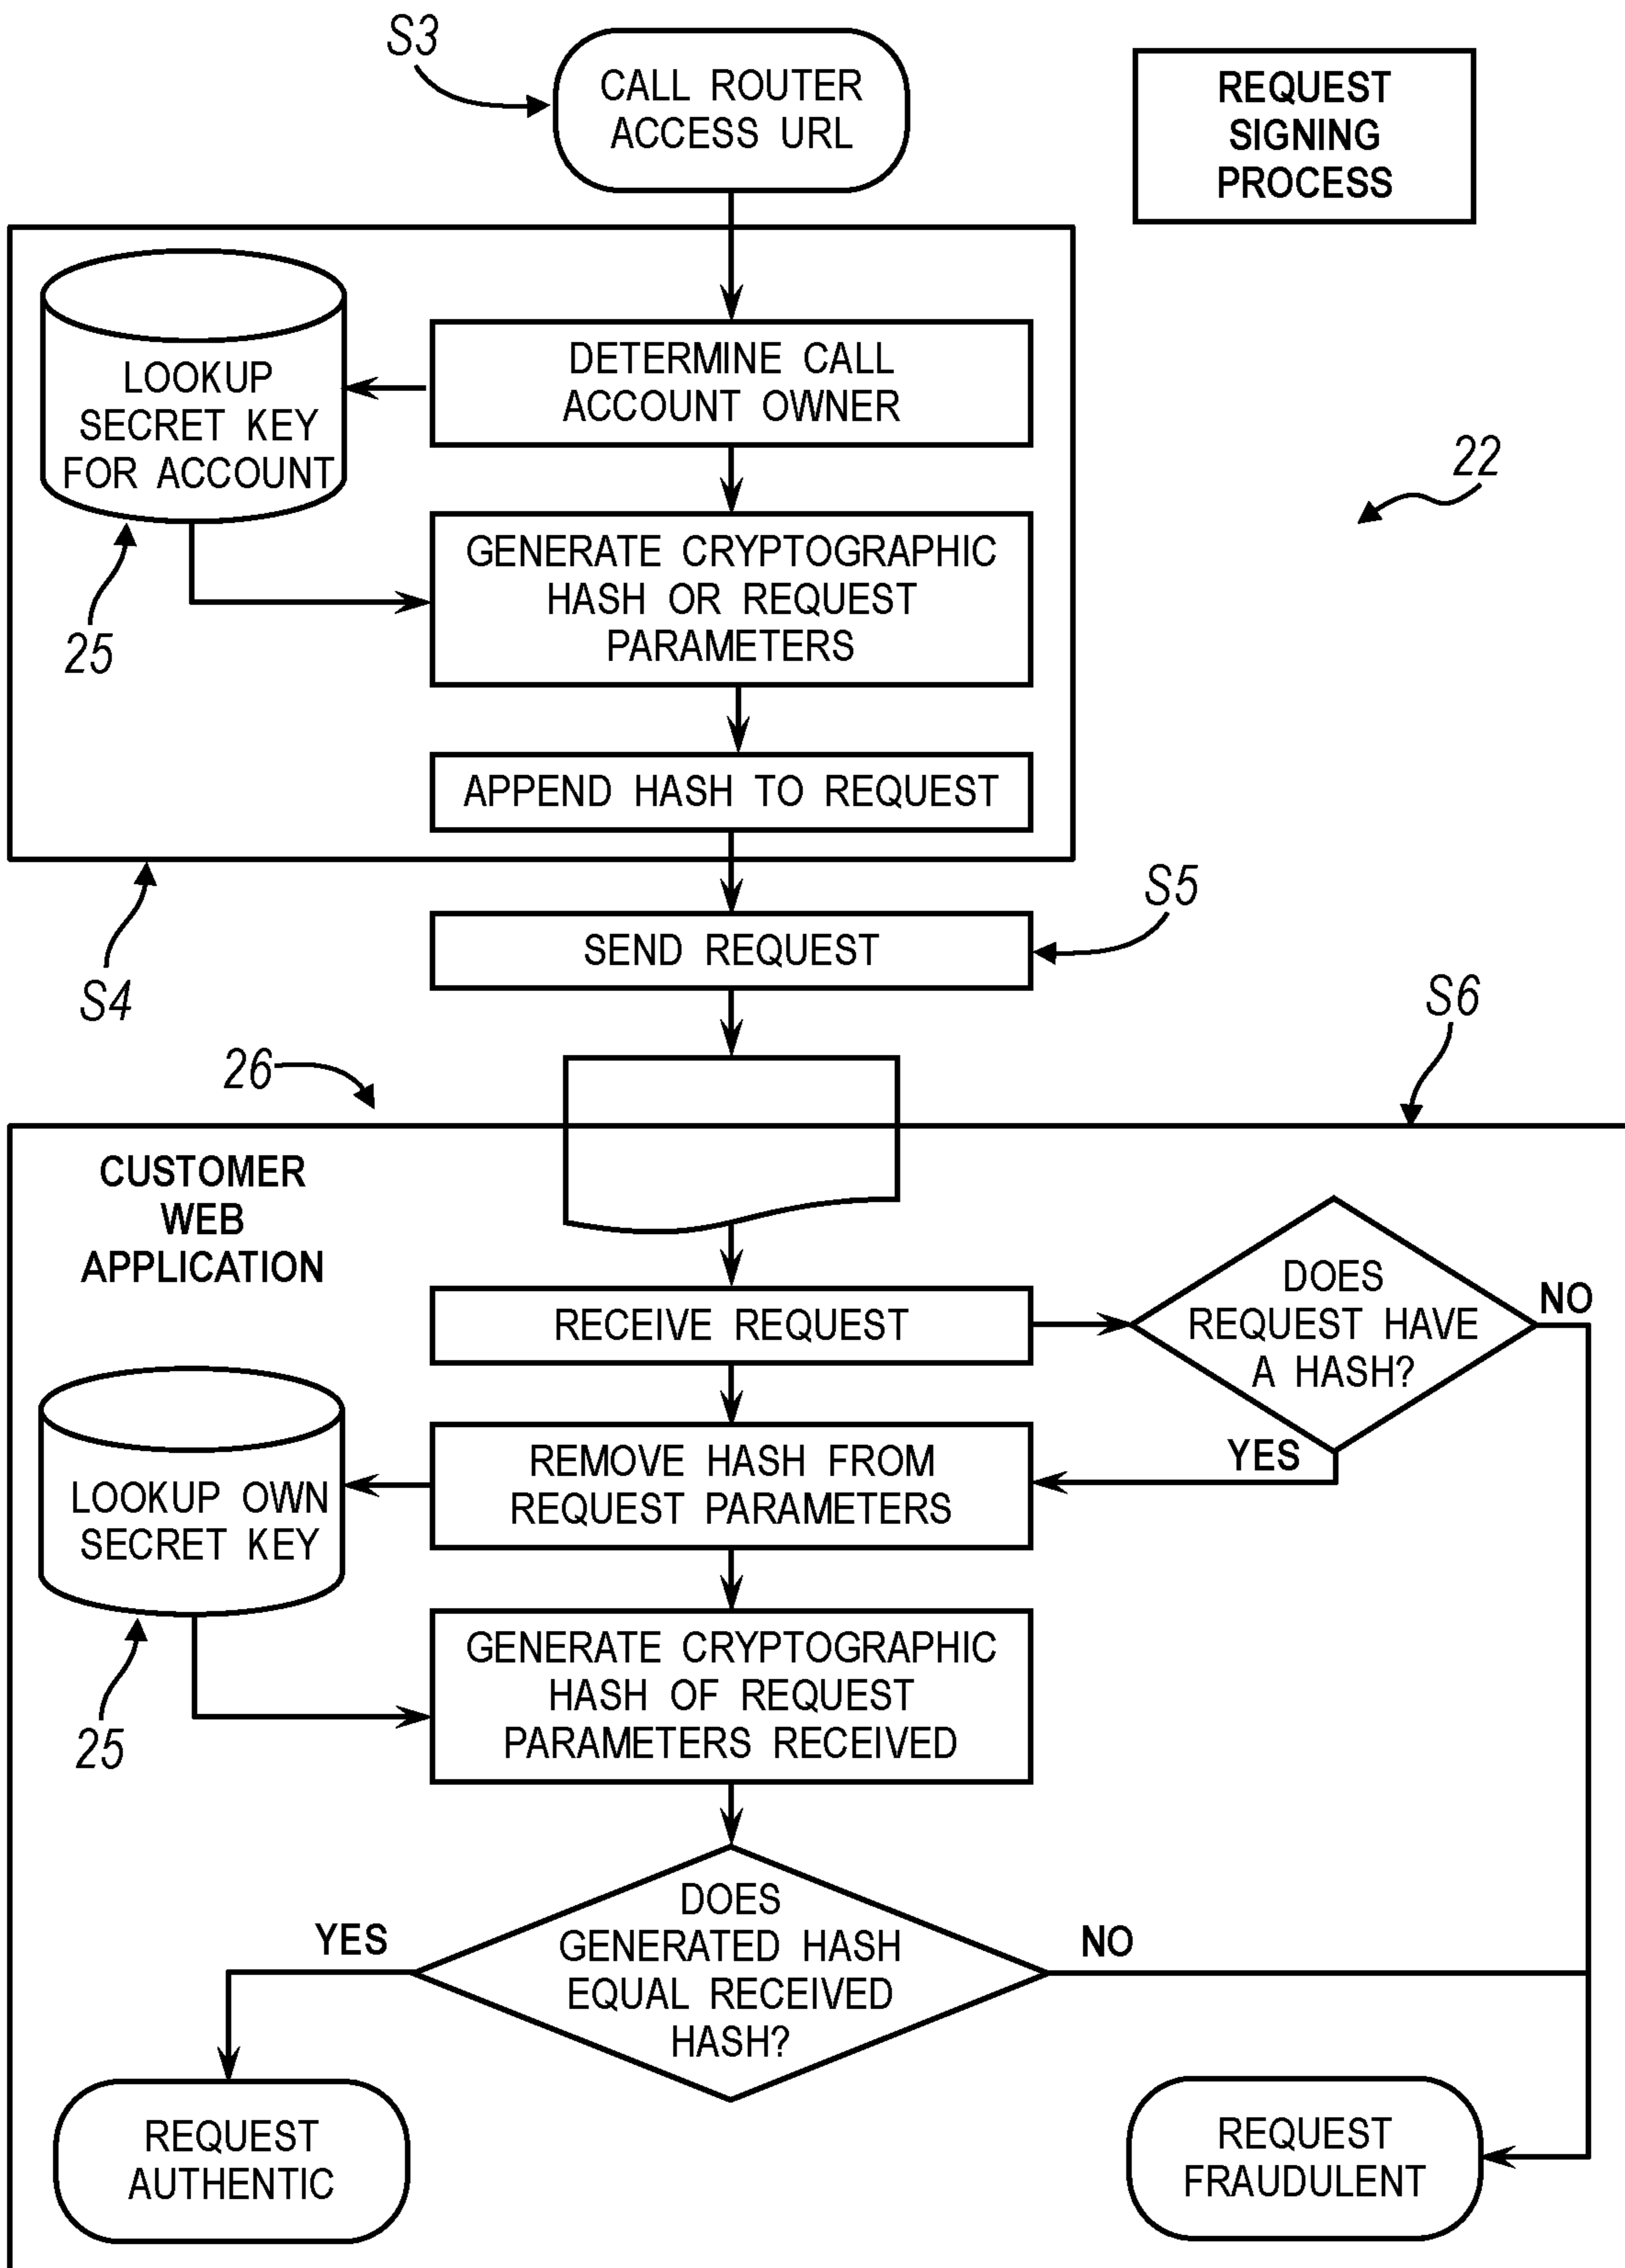 S3
CALL ROUTER
ACCESS URL
REQUEST
SIGNING
PROCESS
LOOKUP
SECRET KEY
FOR ACCOUNT
DETERMINE CALL
ACCOUNT OWNER
22
GENERATE CRYPTOGRAPHIC
HASH OR REQUEST
PARAMETERS
25
APPEND HASH TO REQUEST
S4
SEND REQUEST
S5
26
S6
CUSTOMER
WEB
APPLICATION
RECEIVE REQUEST
DOES
REQUEST HAVE
A HASH?
NO
YES
REMOVE HASH FROM
REQUEST PARAMETERS
LOOKUP OWN
SECRET KEY
25
GENERATE CRYPTOGRAPHIC
HASH OF REQUEST
PARAMETERS RECEIVED
DOES
GENERATED HASH
EQUAL RECEIVED
HASH?
YES
NO
REQUEST
AUTHENTIC
REQUEST
FRAUDULENT